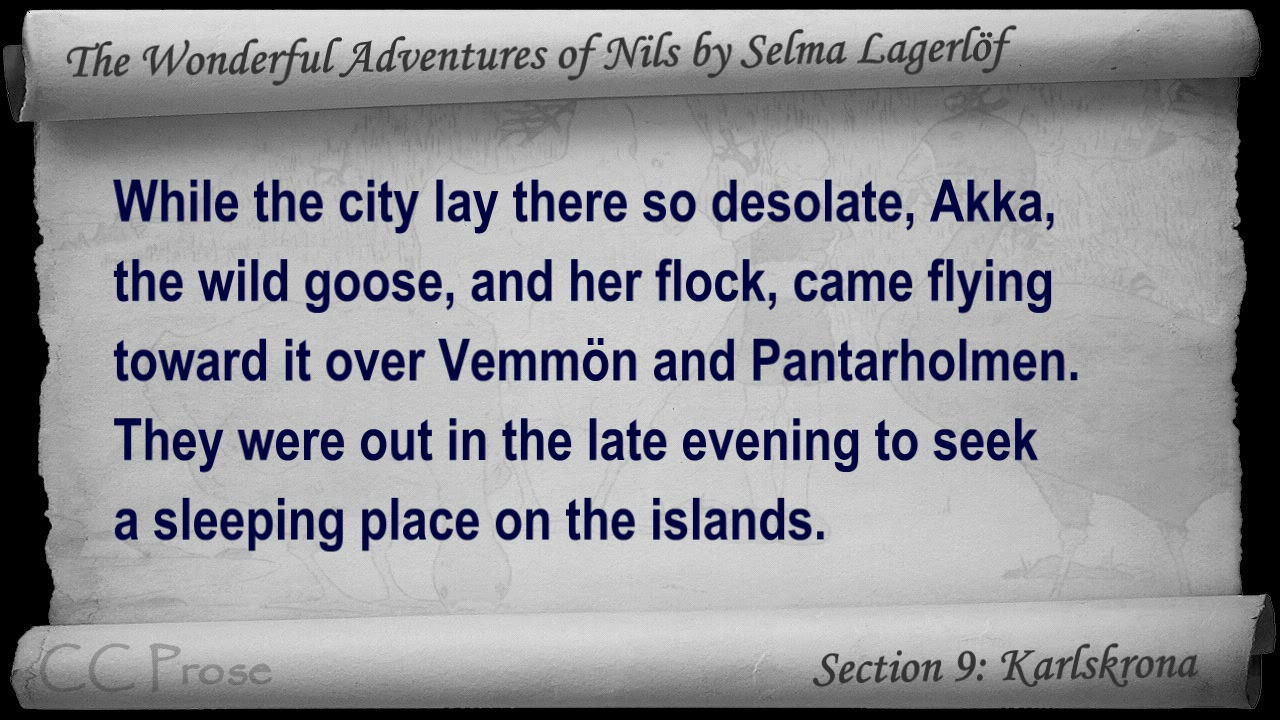 The Wonderful Adventures of Nils by Selma Lagerlöf
While the city lay there so desolate, Akka,
the wild goose, and her flock, came flying
toward it over Vemmön and Pantarholmen.
They were out in the late evening to seek
a sleeping place on the islands.
CC Prose
Section 9: Karlskrona